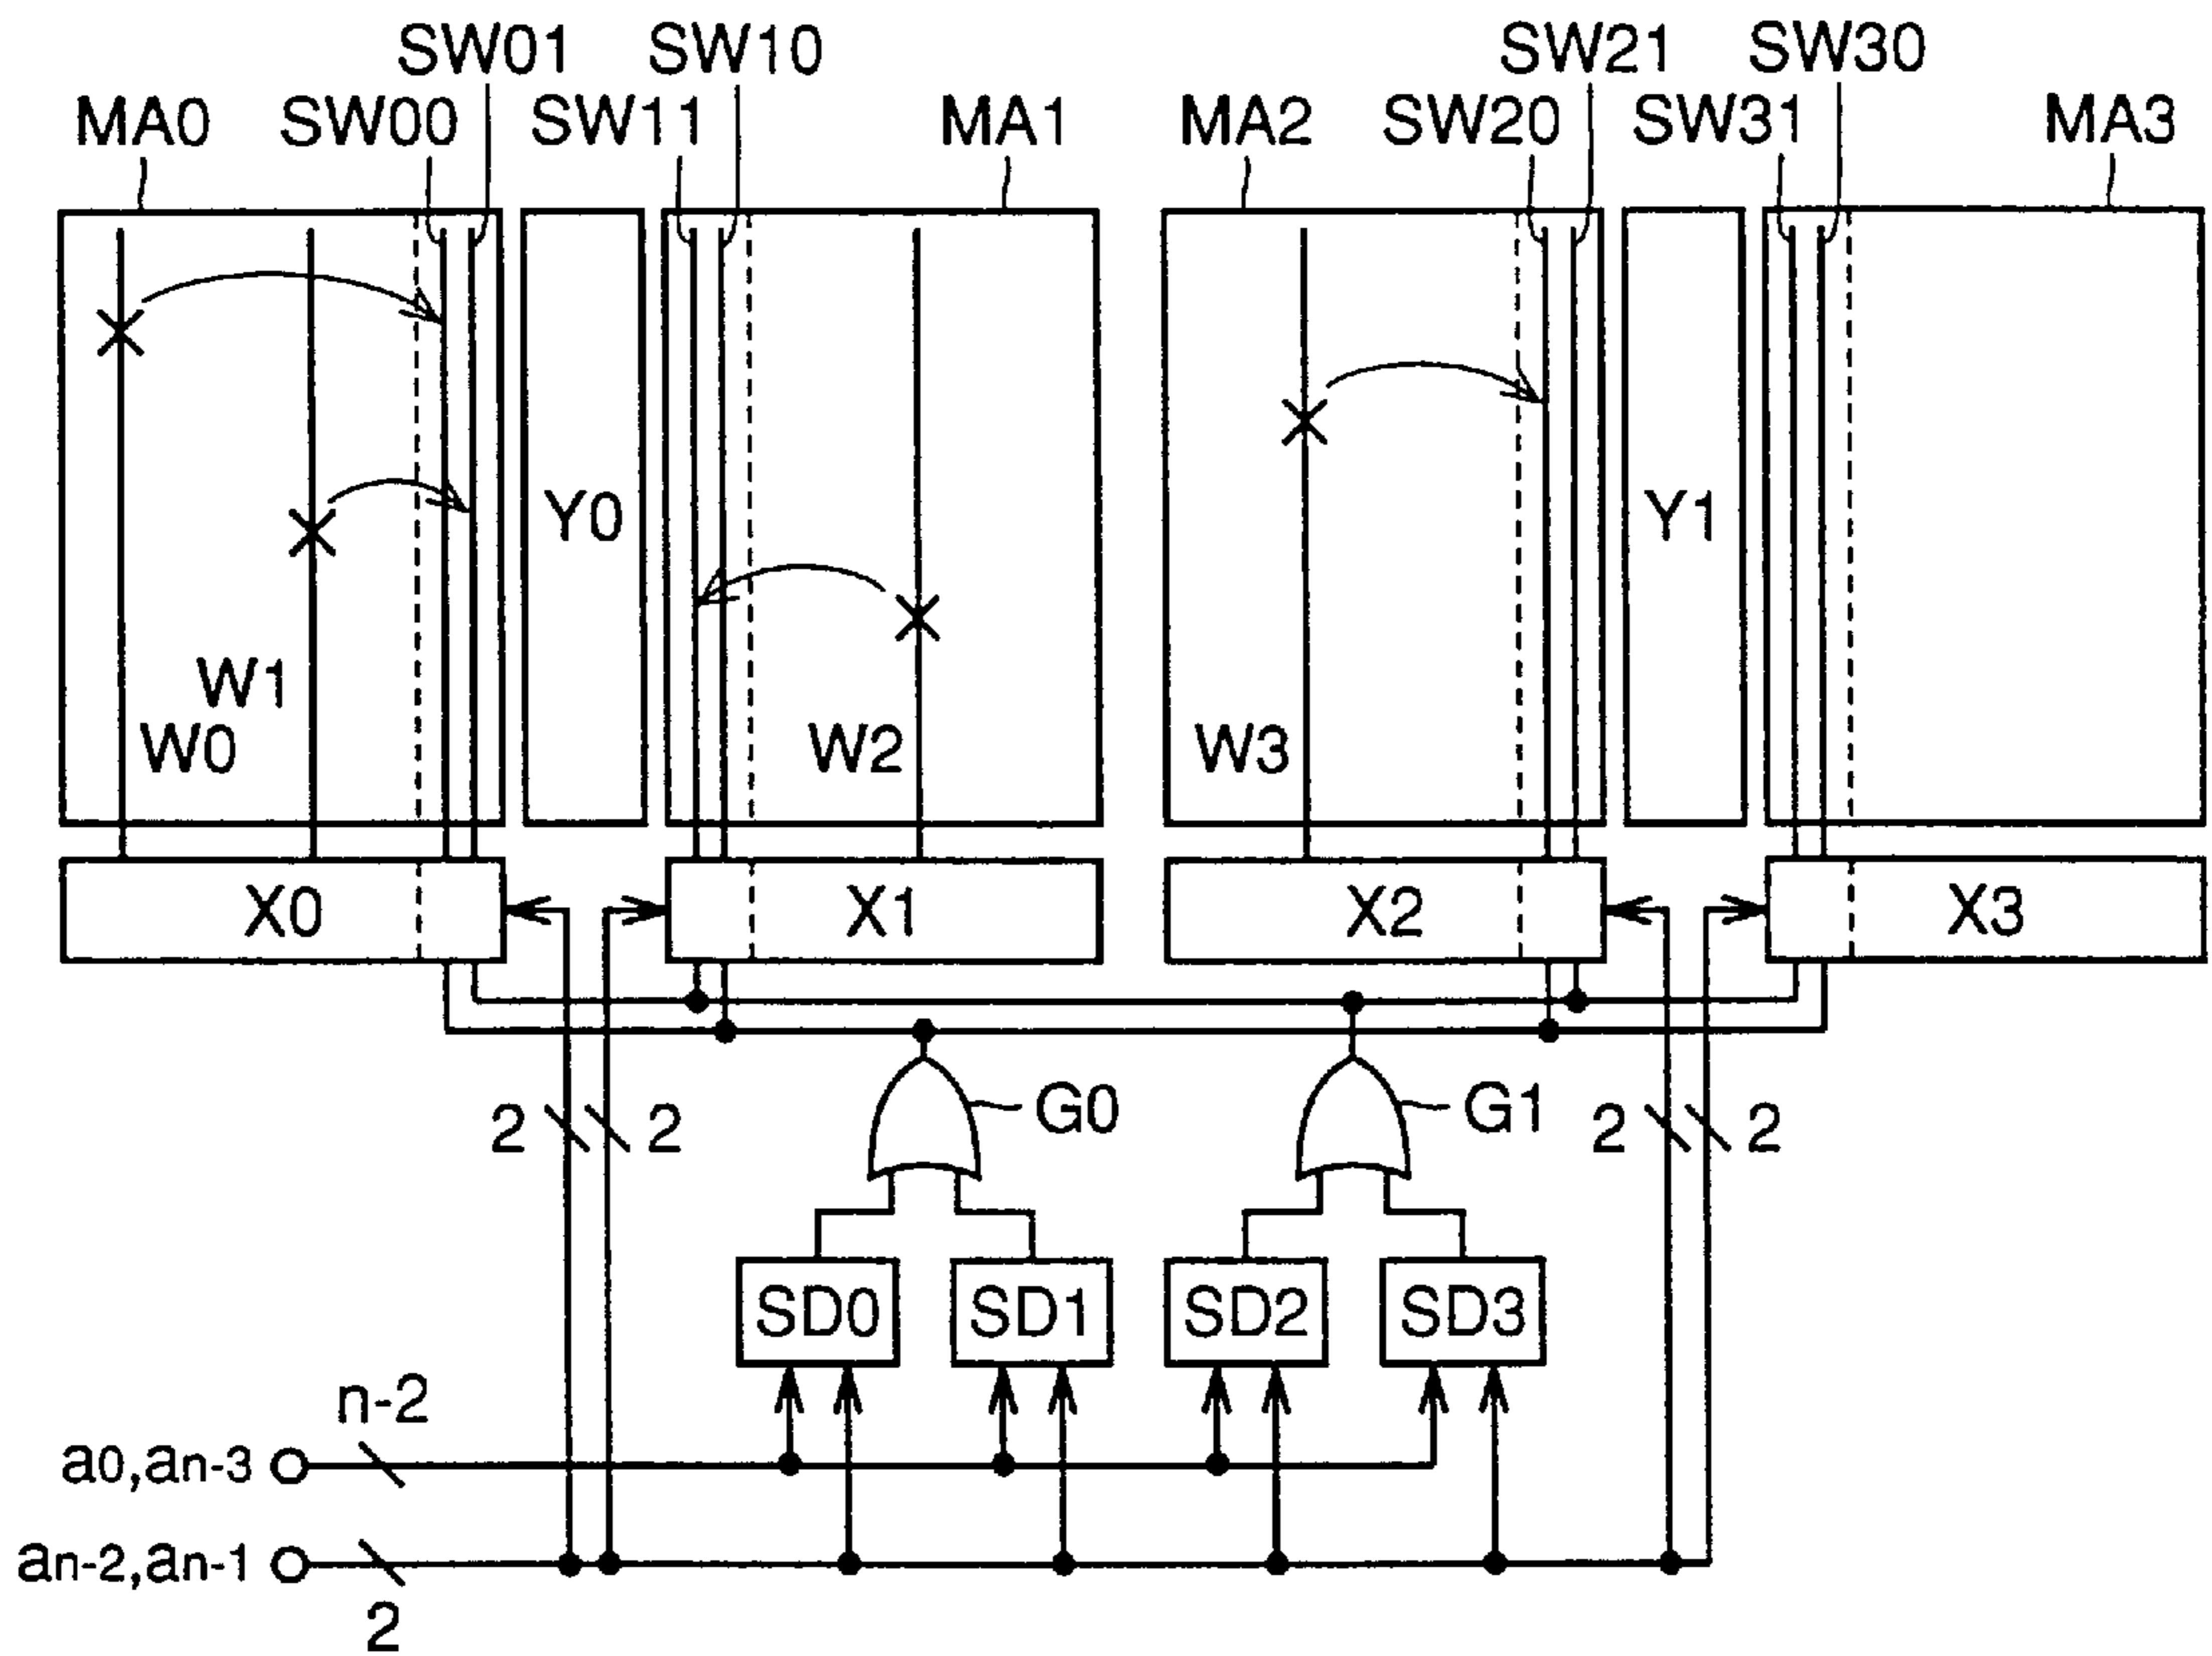 SW01 SW10 SW21 SW30
MA0 SW00 SW11 MA1 MA2 SW20 SW31 MA3
Y0 Y1
W1
W0 W2 W3
X0 X1 X2 X3
G0 G1
2 2 2 2
SD0 SD1 SD2 SD3
n-2
a0,an-3
an-2,an-1
2